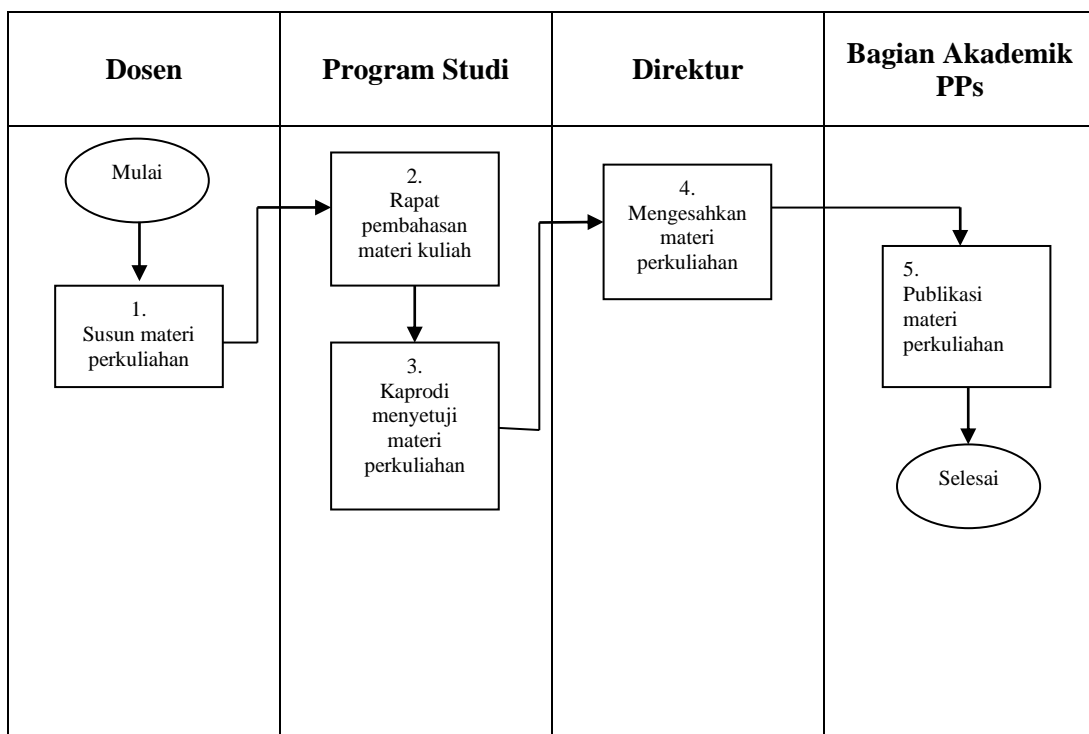 Dosen
Program Studi
Direktur
Bagian Akademik
PPs
Mulai
1.
Susun materi
perkuliahan
2.
Rapat
pembahasan
materi kuliah
3.
Kaprodi
menyetuji
materi
perkuliahan
4.
Mengesahkan
materi
perkuliahan
5.
Publikasi
materi
perkuliahan
Selesai